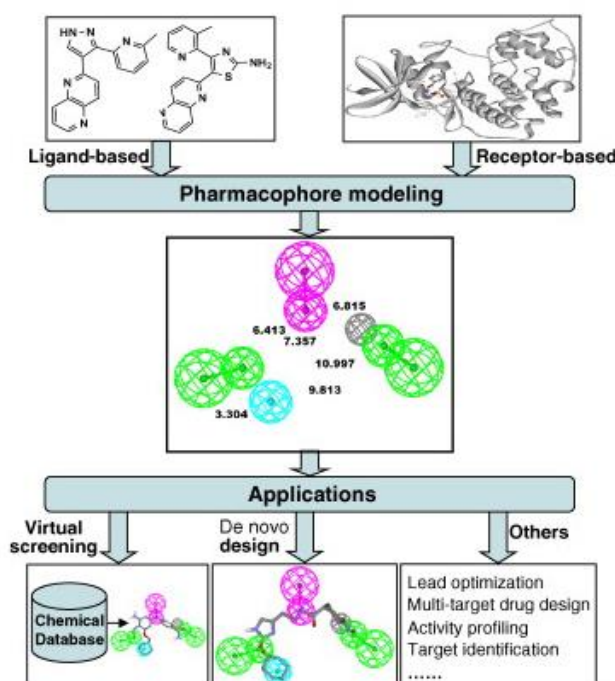 HN
N
N
N
N
N
N
S
NH₂
N
N
Ligand-based
Receptor-based
Pharmacophore modeling
6.815
6.413
7.357
10.997
9.813
3.304
Applications
Virtual
screening
De novo
design
Others
Chemical
Database
Lead optimization
Multi-target drug design
Activity profiling
Target identification
......